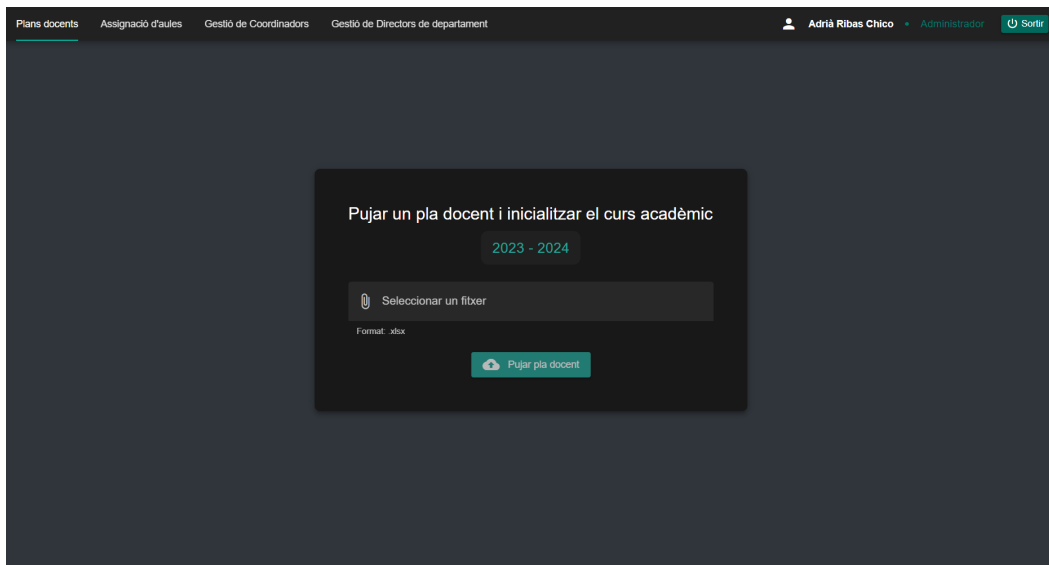 Plans docents Assignació d'aules Gestió de Coordinadors Gestió de Directors de departament Adrià Ribas Chico • Administrador Sortir
Pujar un pla docent i inicialitzar el curs acadèmic
2023 - 2024
Seleccionar un fitxer
Format: .xlsx
Pujar pla docent